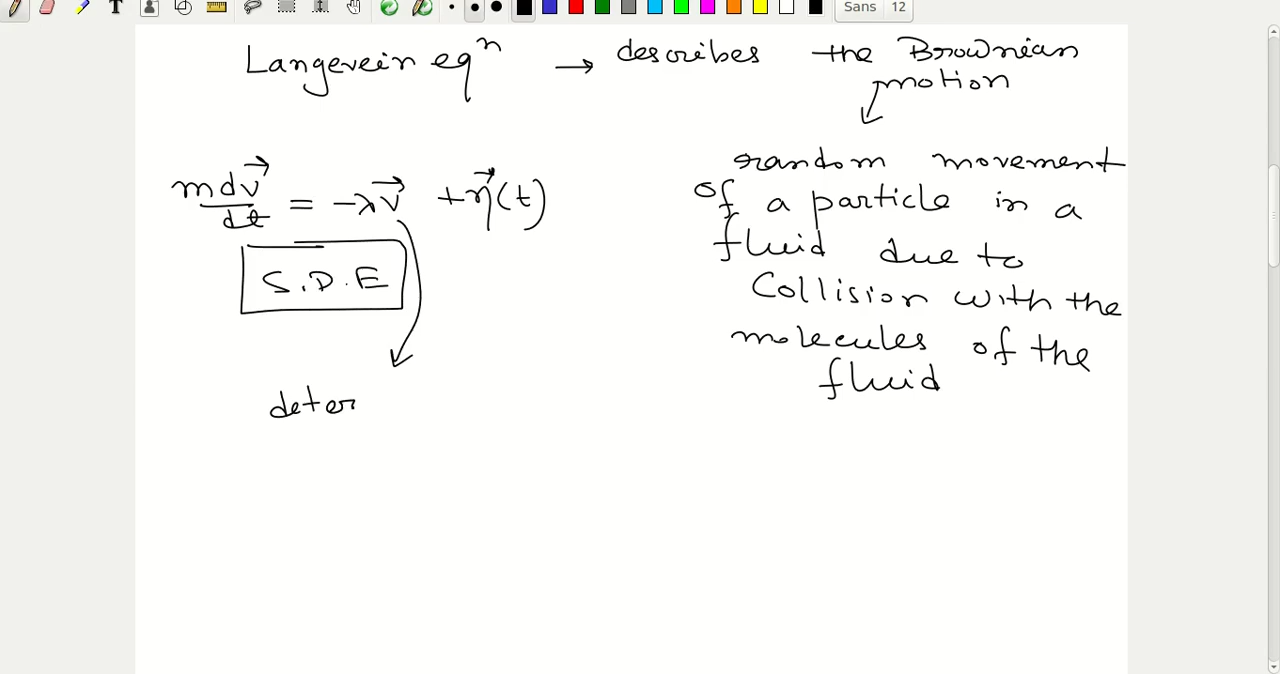 Sans 12
Langevein eqⁿ → describes the Brownian
motion
random movement
of a particle in a
fluid due to
Collision with the
molecules of the
fluid
m dv⃗/dt = -λv⃗ + η⃗(t)
S.D.E
deter